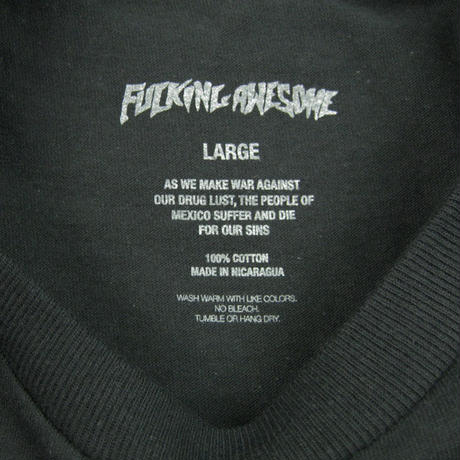 FUCKING AWESOME
LARGE
AS WE MAKE WAR AGAINST
OUR DRUG LUST, THE PEOPLE OF
MEXICO SUFFER AND DIE
FOR OUR SINS
100% COTTON
MADE IN NICARAGUA
WASH WARM WITH LIKE COLORS.
NO BLEACH.
TUMBLE OR HANG DRY.